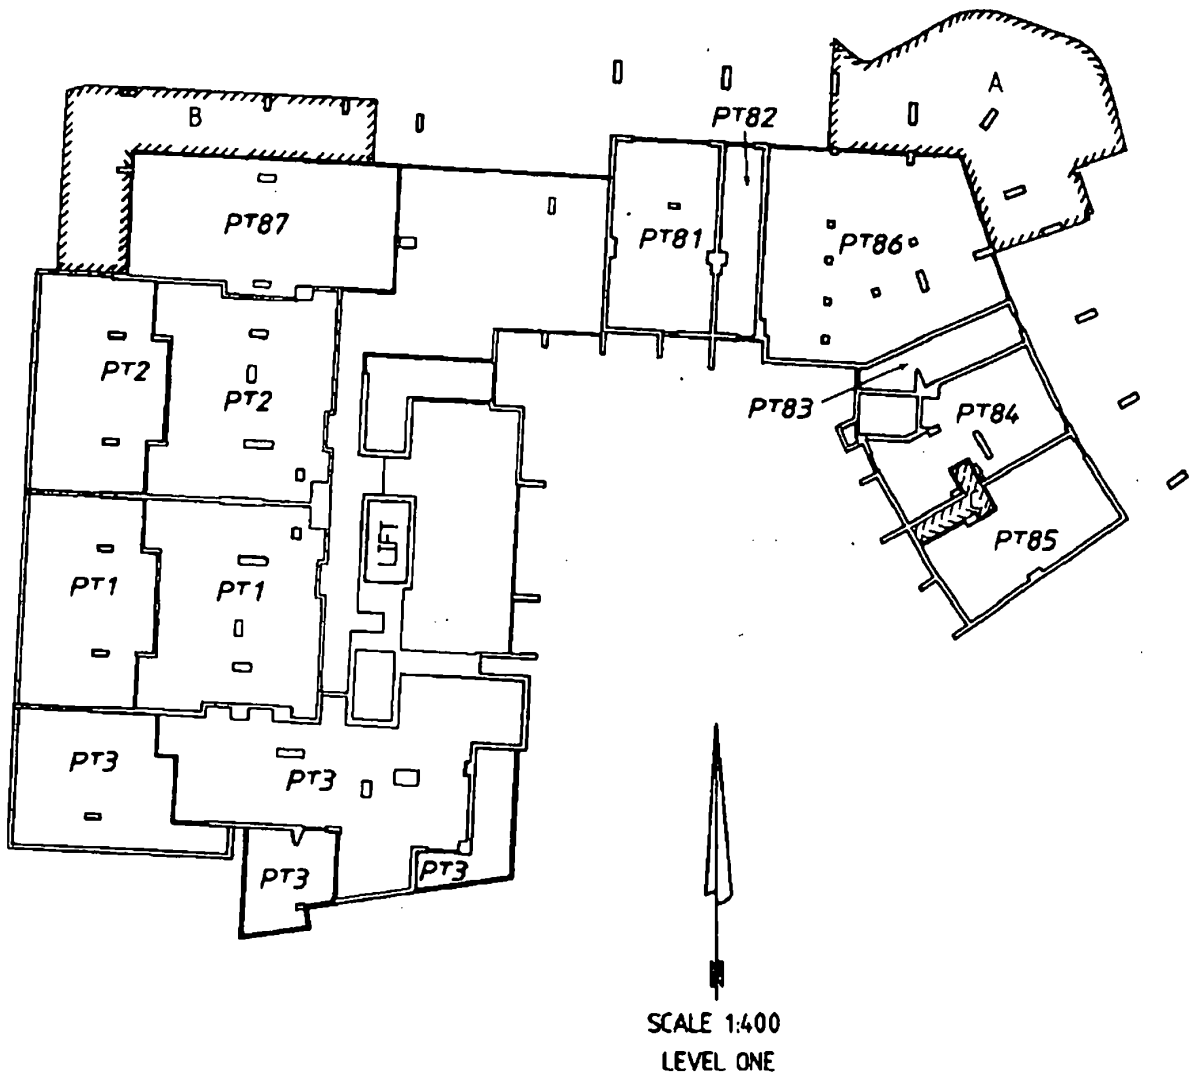 A
B
PT82
PT87
PT81
PT86
PT2
PT2
PT83
PT84
LIFT
PT85
PT1
PT1
PT3
PT3
PT3
PT3
N
SCALE 1:400
LEVEL ONE